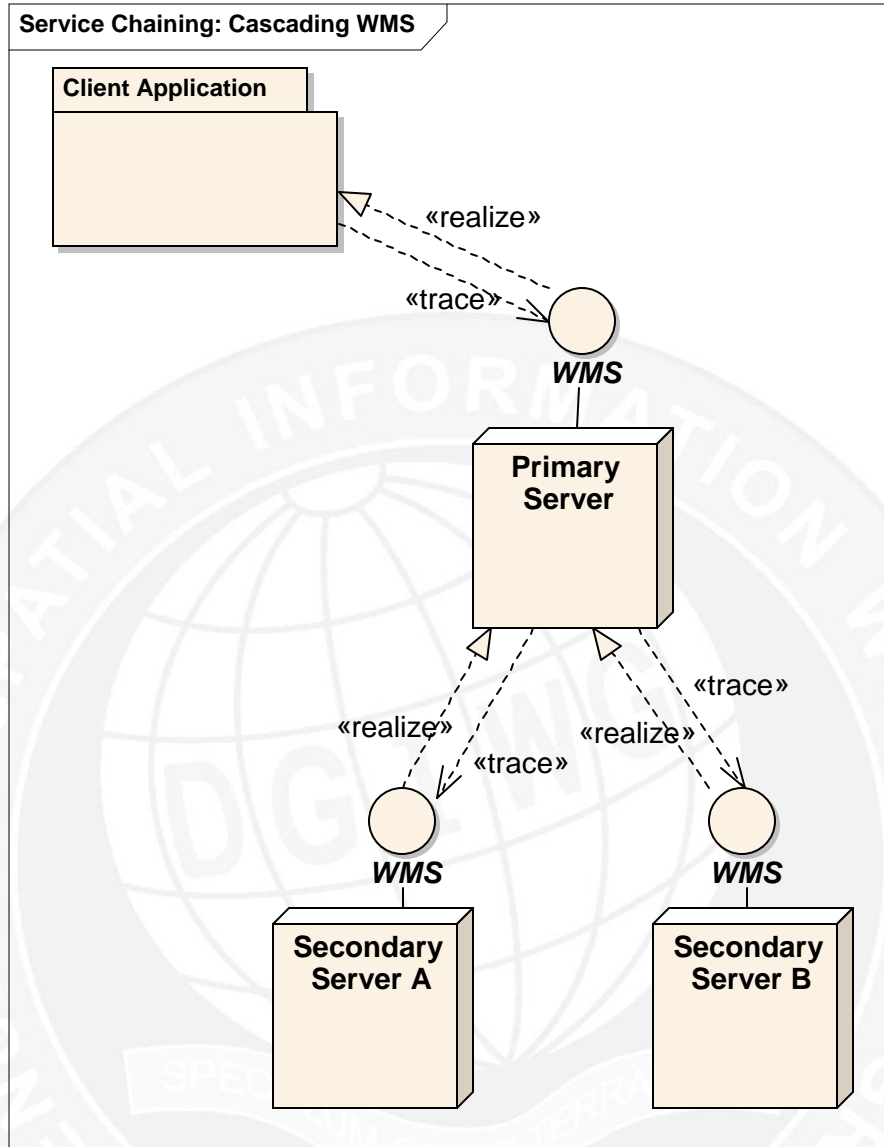 Service Chaining: Cascading WMS
Client Application
«realize»
«trace»
WMS
Primary
Server
«trace»
«realize»
«realize»
«trace»
WMS
WMS
Secondary
Server A
Secondary
Server B
DGIWG